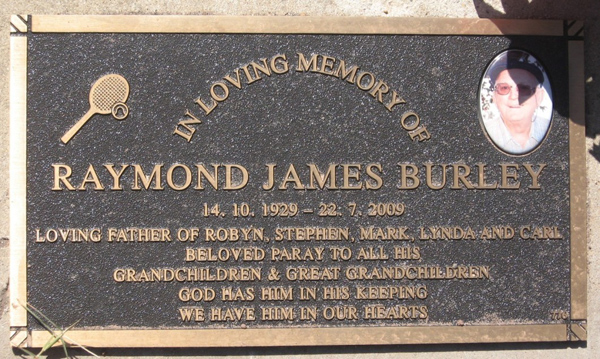 IN LOVING MEMORY OF
RAYMOND JAMES BURLEY
14. 10. 1929 – 22. 7. 2009
LOVING FATHER OF ROBYN, STEPHEN, MARK, LYNDA AND CARL
BELOVED PARAY TO ALL HIS
GRANDCHILDREN & GREAT GRANDCHILDREN
GOD HAS HIM IN HIS KEEPING
WE HAVE HIM IN OUR HEARTS